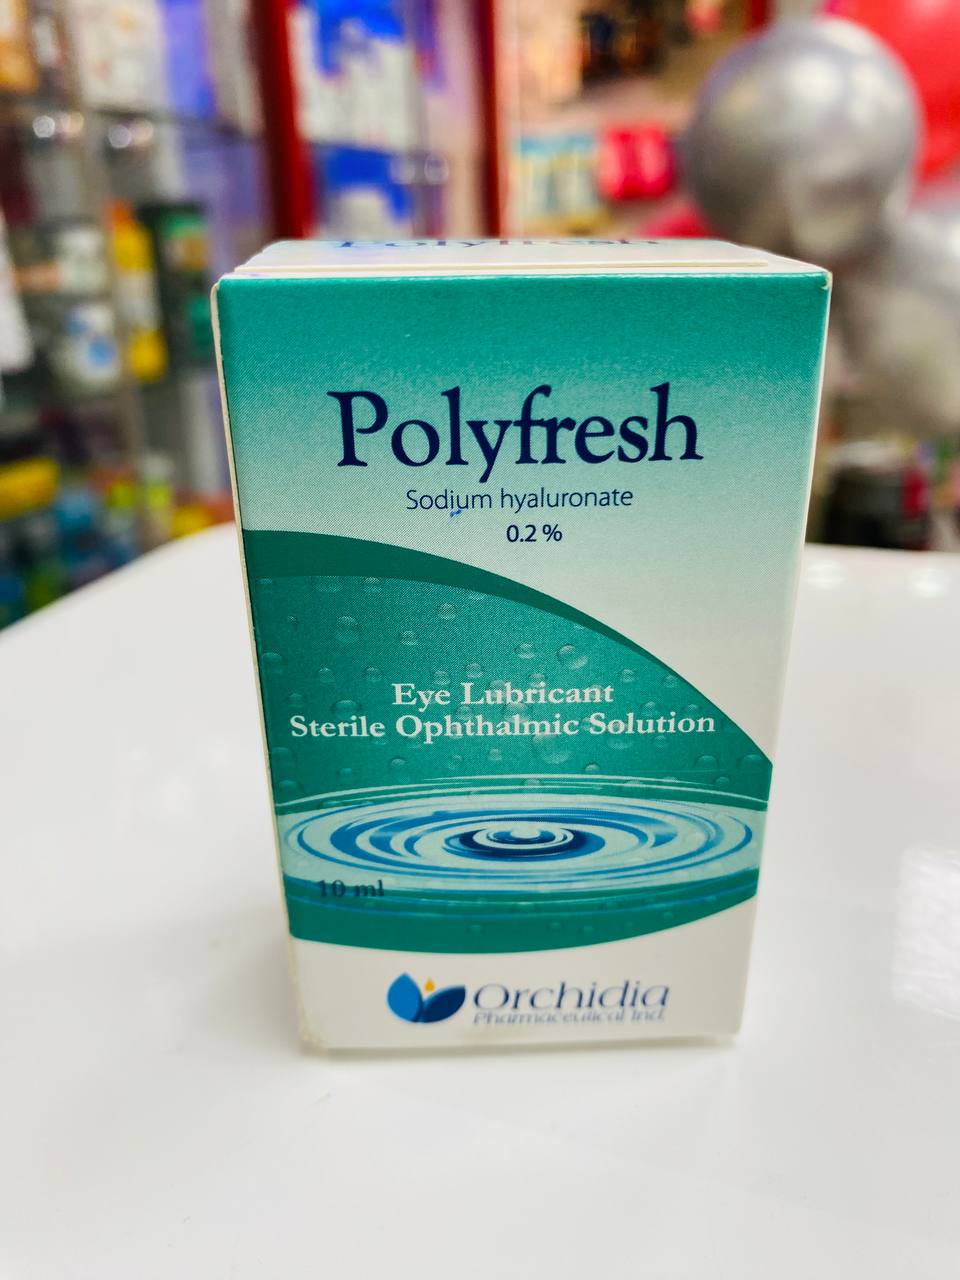 Polyfresh
Polyfresh
Sodium hyaluronate
0.2 %
Eye Lubricant
Sterile Ophthalmic Solution
10 ml
Orchidia
Pharmaceutical Ind.